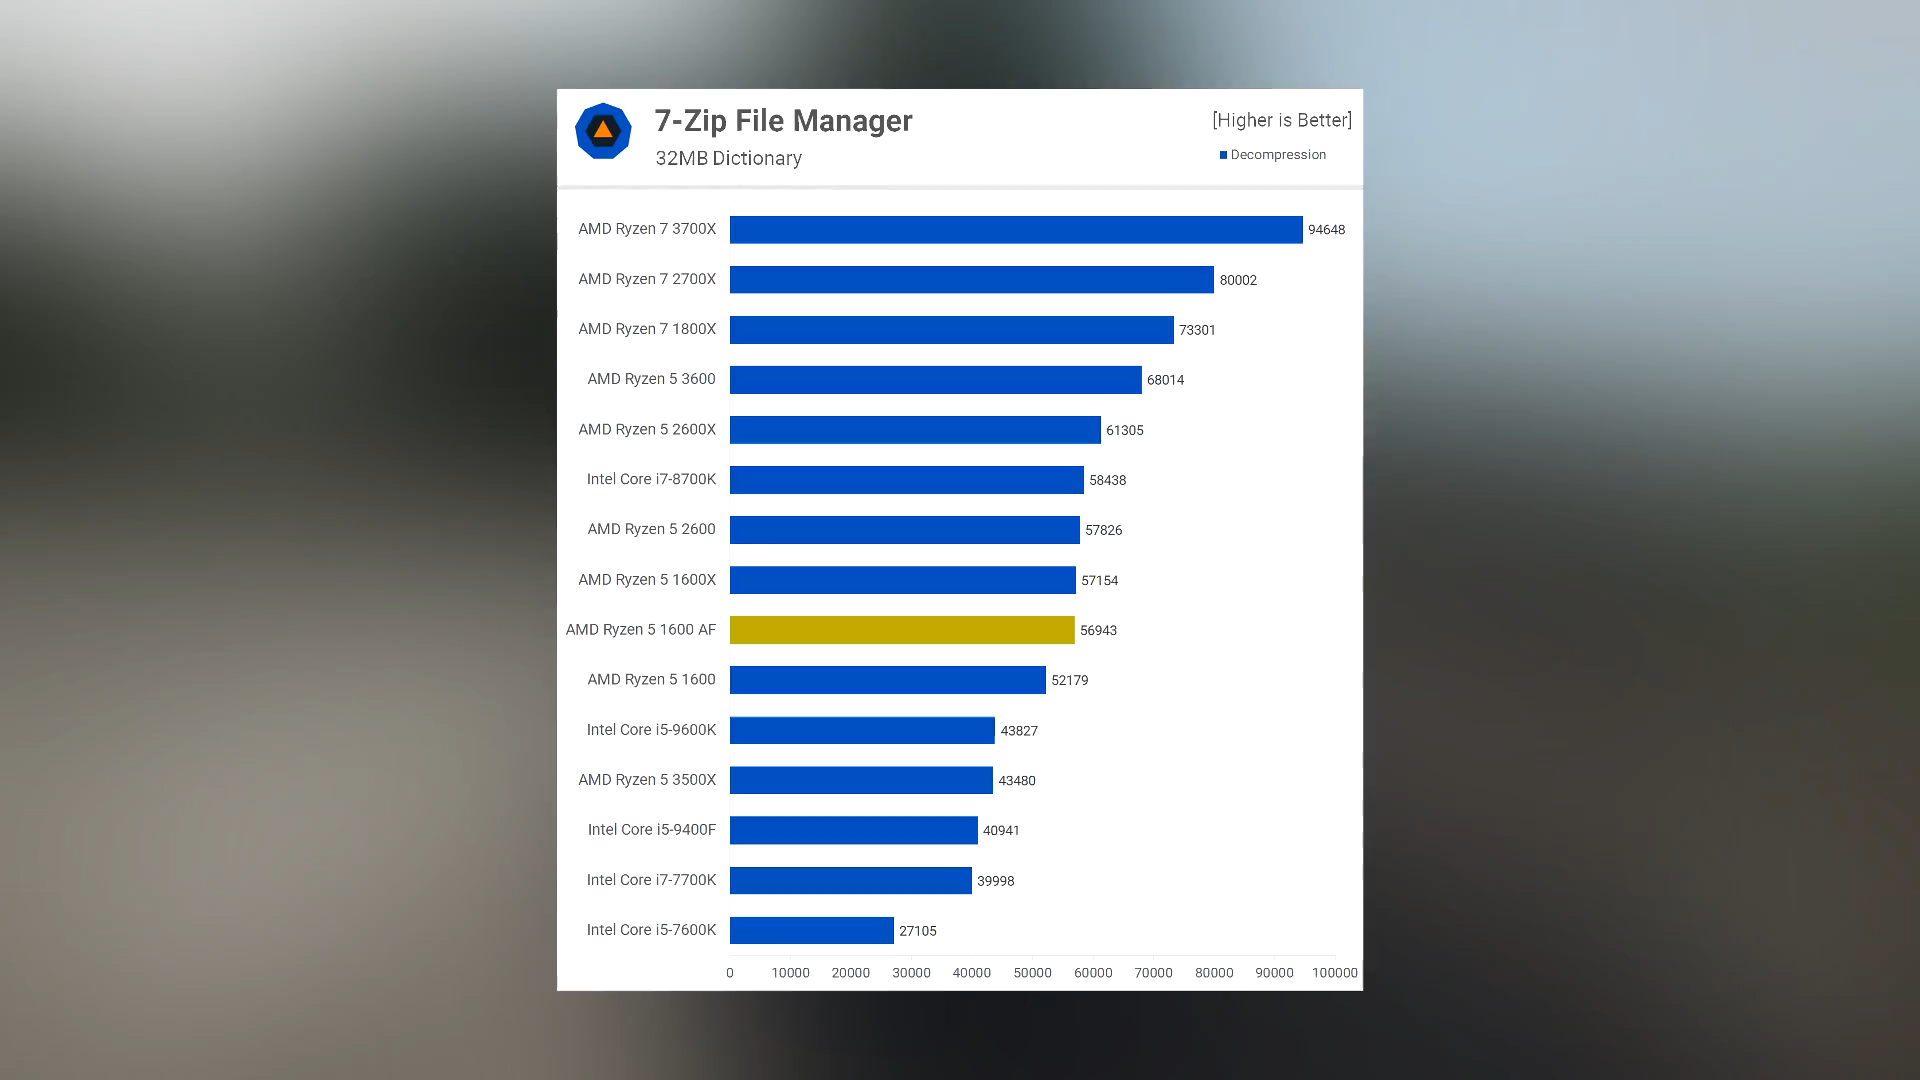 7-Zip File Manager
[Higher is Better]
32MB Dictionary
Decompression
AMD Ryzen 7 3700X 94648
AMD Ryzen 7 2700X 80002
AMD Ryzen 7 1800X 73301
AMD Ryzen 5 3600 68014
AMD Ryzen 5 2600X 61305
Intel Core i7-8700K 58438
AMD Ryzen 5 2600 57826
AMD Ryzen 5 1600X 57154
AMD Ryzen 5 1600 AF 56943
AMD Ryzen 5 1600 52179
Intel Core i5-9600K 43827
AMD Ryzen 5 3500X 43480
Intel Core i5-9400F 40941
Intel Core i7-7700K 39998
Intel Core i5-7600K 27105
0 10000 20000 30000 40000 50000 60000 70000 80000 90000 100000